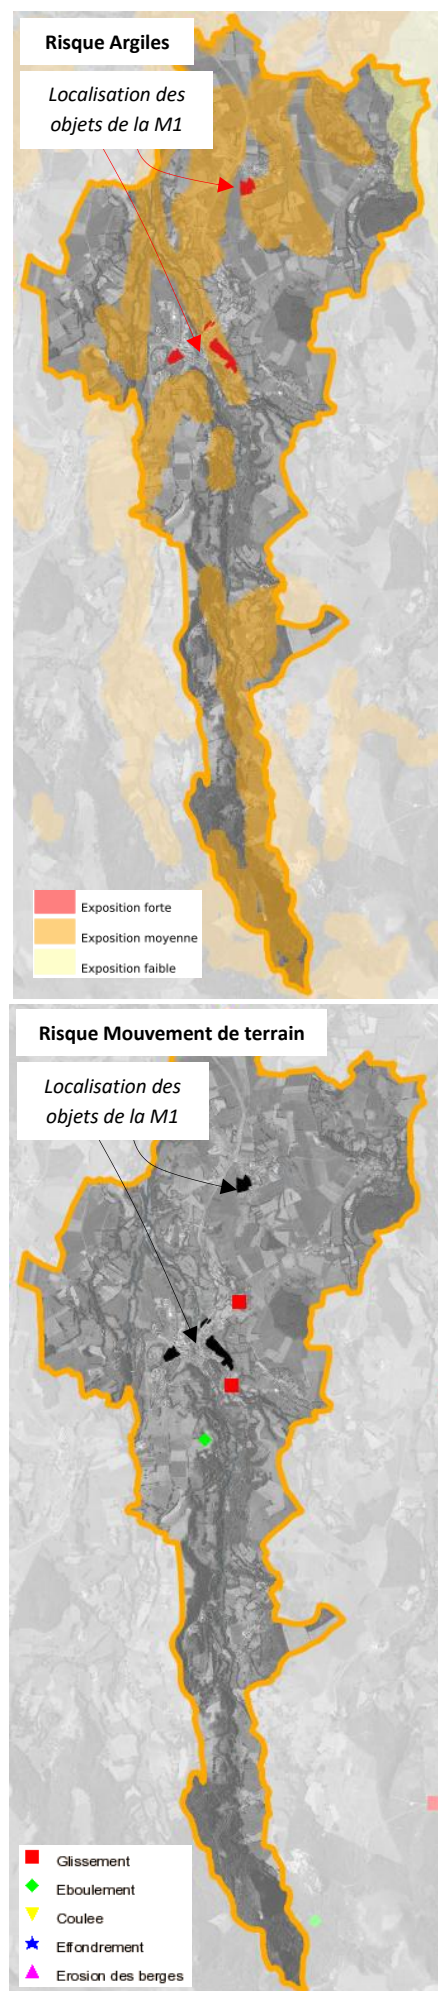 Risque Argiles
Localisation des
objets de la M1
Exposition forte
Exposition moyenne
Exposition faible
Risque Mouvement de terrain
Localisation des
objets de la M1
Glissement
Eboulement
Coulee
Effondrement
Erosion des berges